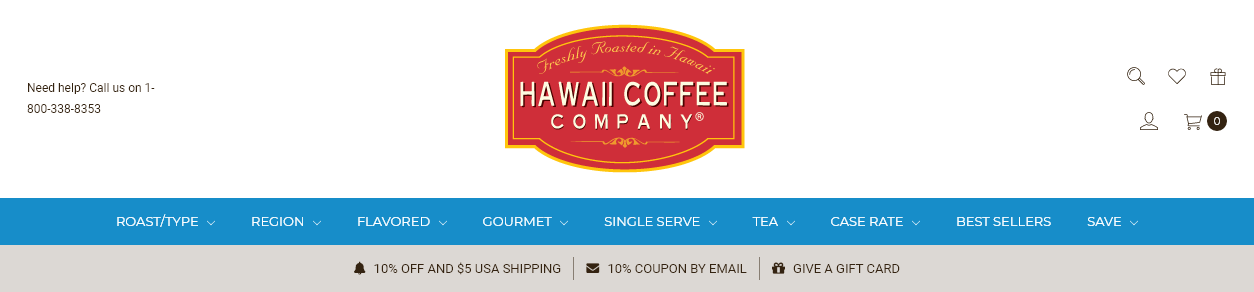 Need help? Call us on 1-
800-338-8353
Freshly Roasted in Hawaii
HAWAII COFFEE
COMPANY®
0
ROAST/TYPE REGION FLAVORED GOURMET SINGLE SERVE TEA CASE RATE BEST SELLERS SAVE
10% OFF AND $5 USA SHIPPING 10% COUPON BY EMAIL GIVE A GIFT CARD